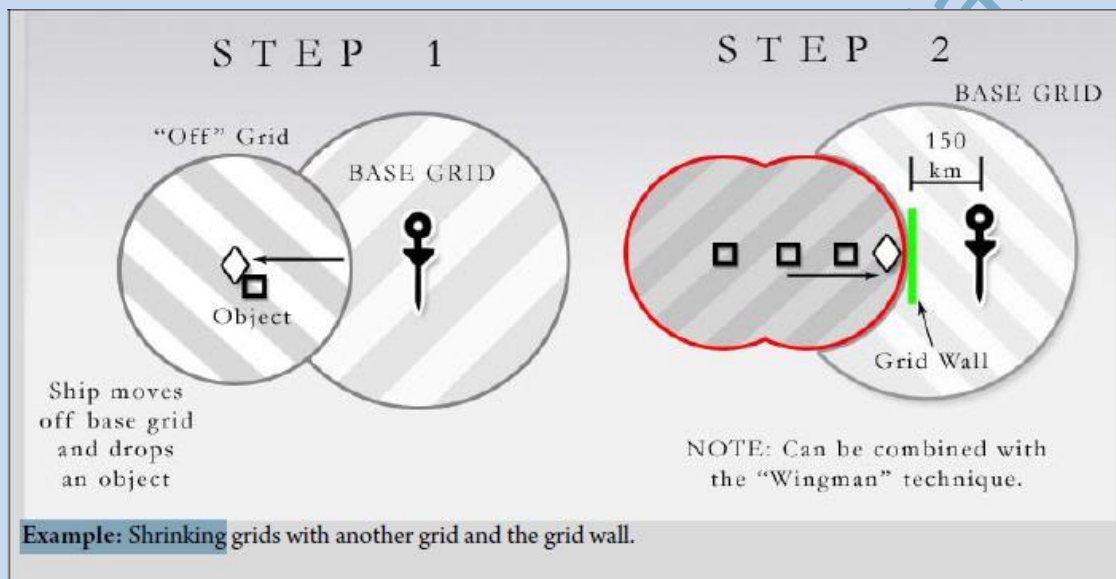 STEP 1
"Off" Grid
BASE GRID
Object
Ship moves
off base grid
and drops
an object
STEP 2
BASE GRID
150
km
Grid Wall
NOTE: Can be combined with
the "Wingman" technique.
Example: Shrinking grids with another grid and the grid wall.